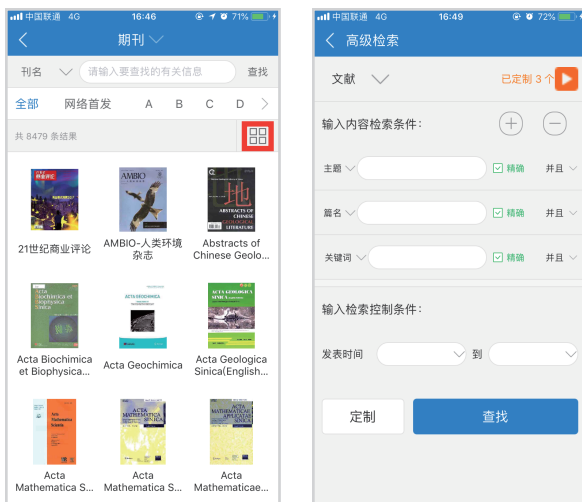 中国联通 4G 16:46 71%
期刊
刊名 请输入要查找的有关信息 查找
全部 网络首发 A B C D
共 8479 条结果
21世纪商业评论
AMBIO-人类环境杂志
Abstracts of Chinese Geolo...
Acta Biochimica et Biophysica...
Acta Geochimica
Acta Geologica Sinica(English...
Acta Mathematica S...
Acta Mathematica S...
Acta Mathematicae...
中国联通 4G 16:49 72%
高级检索
文献 已定制 3 个
输入内容检索条件：
主题 精确 并且
篇名 精确 并且
关键词 精确 并且
输入检索控制条件：
发表时间 到
定制 查找